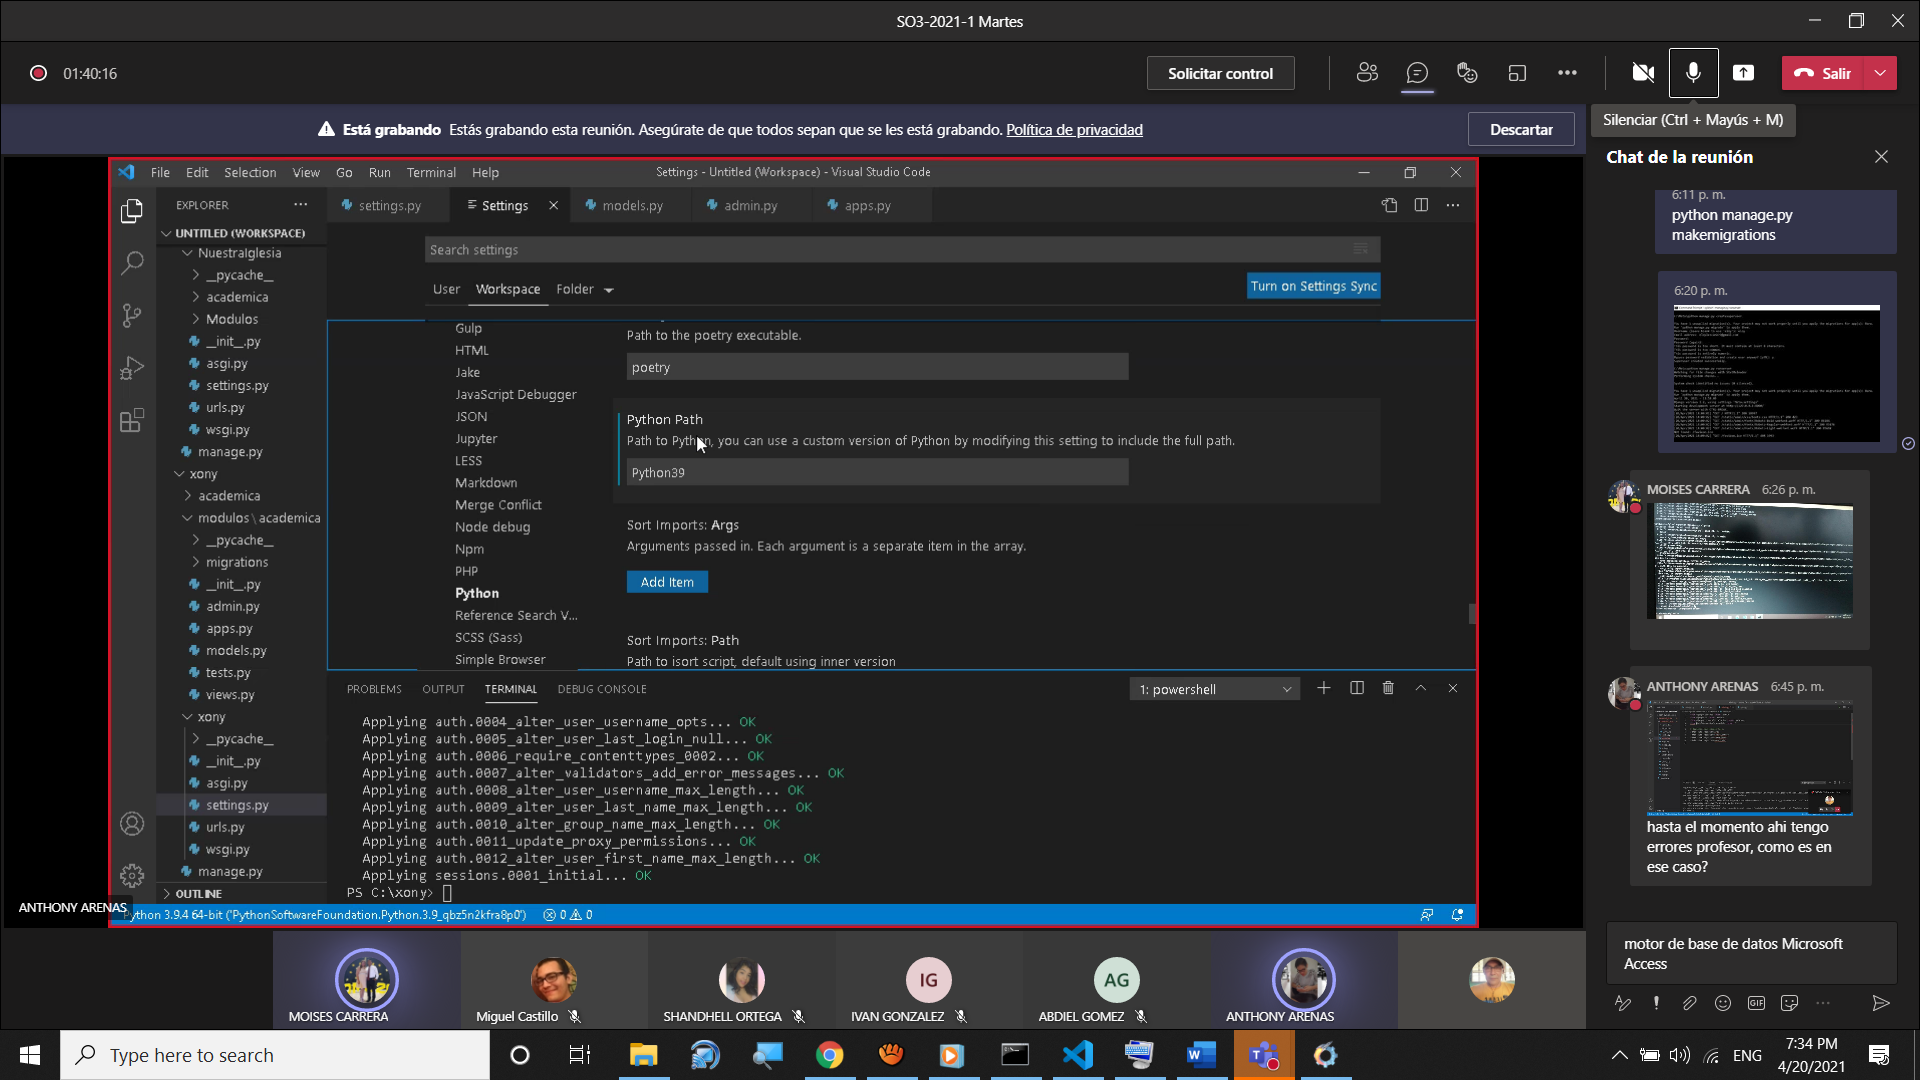 SO3-2021-1 Martes
01:40:16
Solicitar control
Salir
Está grabando Estás grabando esta reunión. Asegúrate de que todos sepan que se les está grabando. Política de privacidad
Descartar
Silenciar (Ctrl + Mayús + M)
File Edit Selection View Go Run Terminal Help
Settings - Untitled (Workspace) - Visual Studio Code
EXPLORER
settings.py
Settings
models.py
admin.py
apps.py
UNTITLED (WORKSPACE)
NuestraIglesia
__pycache__
academica
Modulos
__init__.py
asgi.py
settings.py
urls.py
wsgi.py
manage.py
xony
academica
modulos\academica
__pycache__
migrations
__init__.py
admin.py
apps.py
models.py
tests.py
views.py
xony
__pycache__
__init__.py
asgi.py
settings.py
urls.py
wsgi.py
manage.py
OUTLINE
Search settings
User Workspace Folder
Turn on Settings Sync
Gulp
HTML
Jake
JavaScript Debugger
JSON
Jupyter
LESS
Markdown
Merge Conflict
Node debug
Npm
PHP
Python
Reference Search V...
SCSS (Sass)
Simple Browser
Path to the poetry executable.
poetry
Python Path
Path to Python, you can use a custom version of Python by modifying this setting to include the full path.
Python39
Sort Imports: Args
Arguments passed in. Each argument is a separate item in the array.
Add Item
Sort Imports: Path
Path to isort script, default using inner version
PROBLEMS OUTPUT TERMINAL DEBUG CONSOLE
1: powershell
Applying auth.0004_alter_user_username_opts... OK
Applying auth.0005_alter_user_last_login_null... OK
Applying auth.0006_require_contenttypes_0002... OK
Applying auth.0007_alter_validators_add_error_messages... OK
Applying auth.0008_alter_user_username_max_length... OK
Applying auth.0009_alter_user_last_name_max_length... OK
Applying auth.0010_alter_group_name_max_length... OK
Applying auth.0011_update_proxy_permissions... OK
Applying auth.0012_alter_user_first_name_max_length... OK
Applying sessions.0001_initial... OK
PS C:\xony>
ANTHONY ARENAS
Python 3.9.4 64-bit ('PythonSoftwareFoundation.Python.3.9_qbz5n2kfra8p0')
0 0
Chat de la reunión
6:11 p. m.
python manage.py
makemigrations
6:20 p. m.
MOISES CARRERA 6:26 p. m.
ANTHONY ARENAS 6:45 p. m.
hasta el momento ahi tengo
errores profesor, como es en
ese caso?
motor de base de datos Microsoft
Access
GIF
MOISES CARRERA
Miguel Castillo
SHANDHELL ORTEGA
IG
IVAN GONZALEZ
AG
ABDIEL GOMEZ
ANTHONY ARENAS
Type here to search
ENG
7:34 PM
4/20/2021